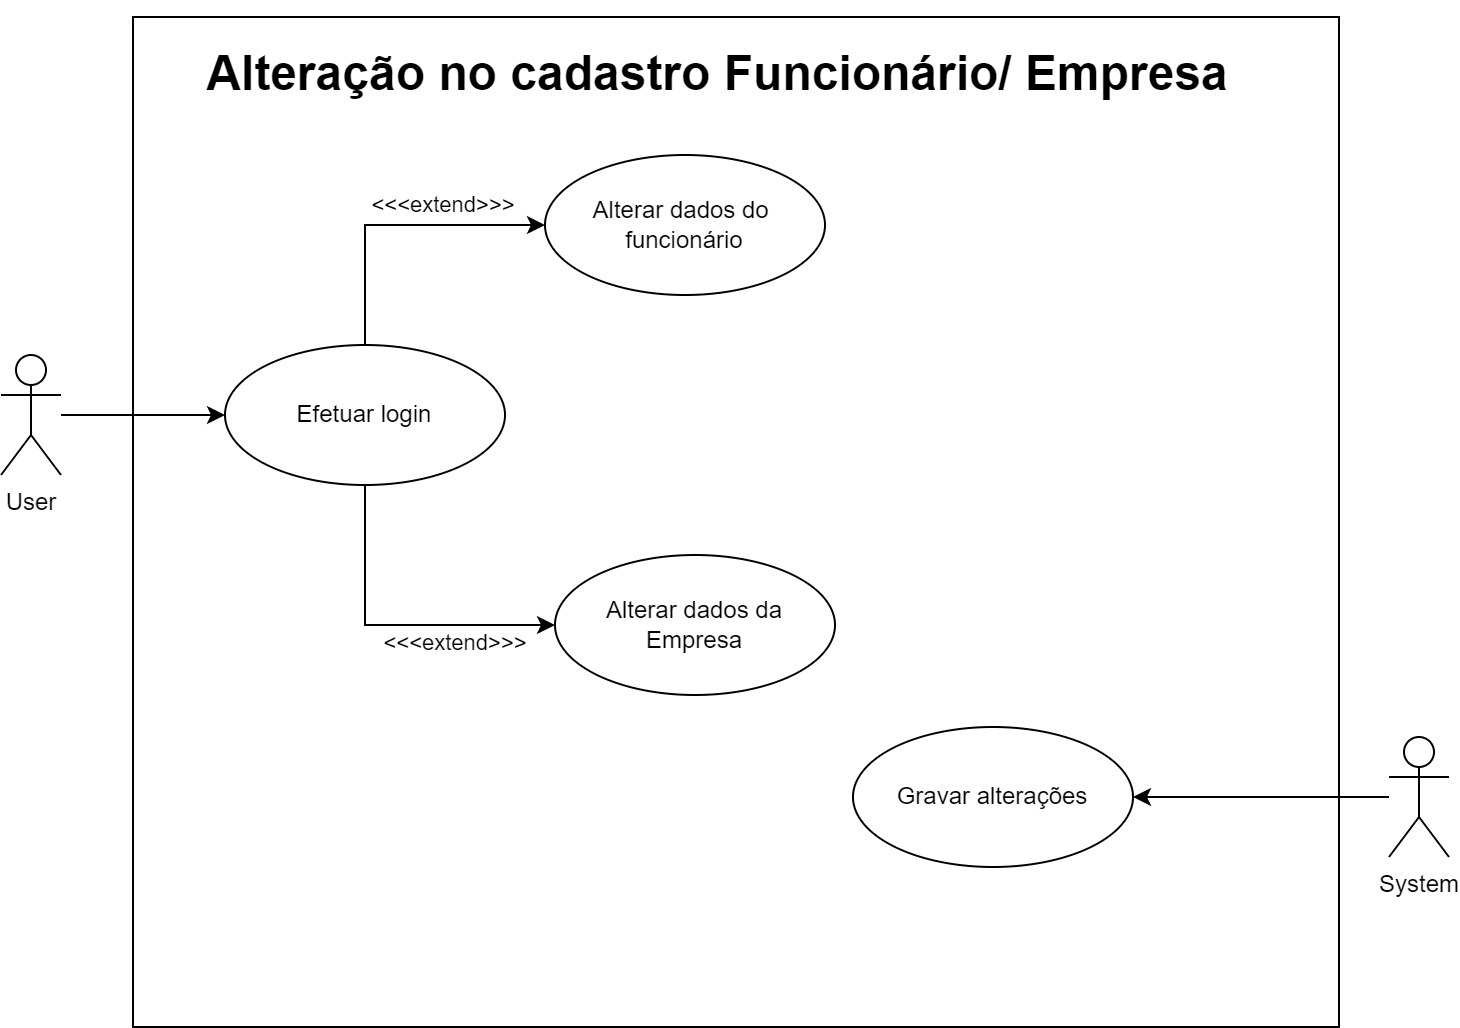 Alteração no cadastro Funcionário/ Empresa
<<<extend>>>
Alterar dados do
funcionário
Efetuar login
User
Alterar dados da
Empresa
<<<extend>>>
Gravar alterações
System